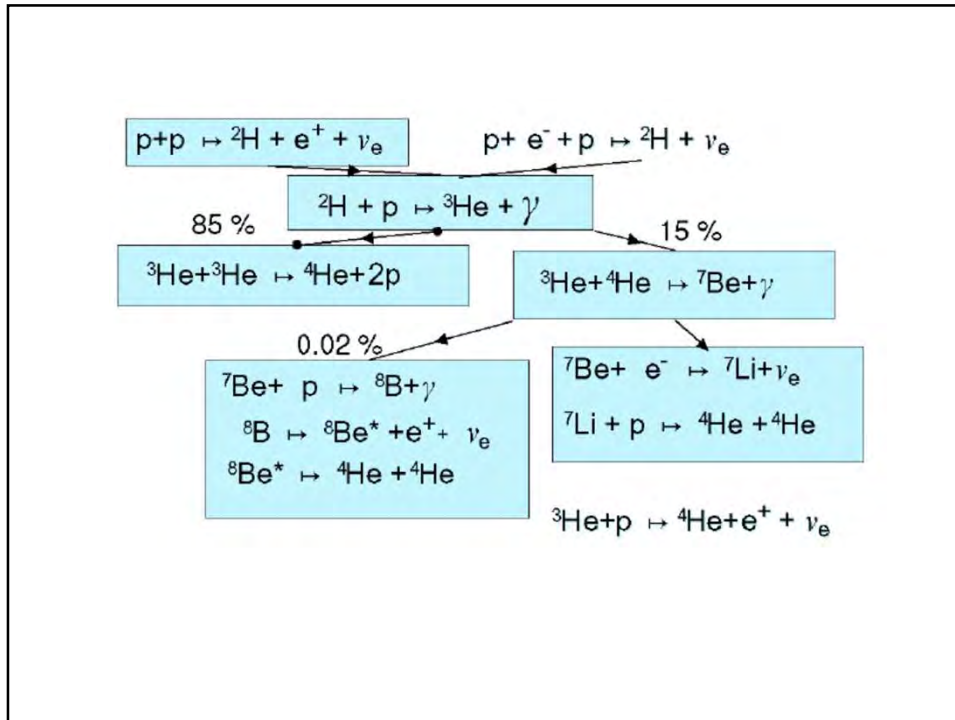 p+p ↦ ²H + e⁺ + νₑ
p+ e⁻ + p ↦ ²H + νₑ
²H + p ↦ ³He + γ
85 %
15 %
³He+³He ↦ ⁴He+2p
³He+⁴He ↦ ⁷Be+γ
0.02 %
⁷Be+ p ↦ ⁸B+γ
⁸B ↦ ⁸Be* +e⁺+ νₑ
⁸Be* ↦ ⁴He +⁴He
⁷Be+ e⁻ ↦ ⁷Li+νₑ
⁷Li + p ↦ ⁴He +⁴He
³He+p ↦ ⁴He+e⁺ + νₑ